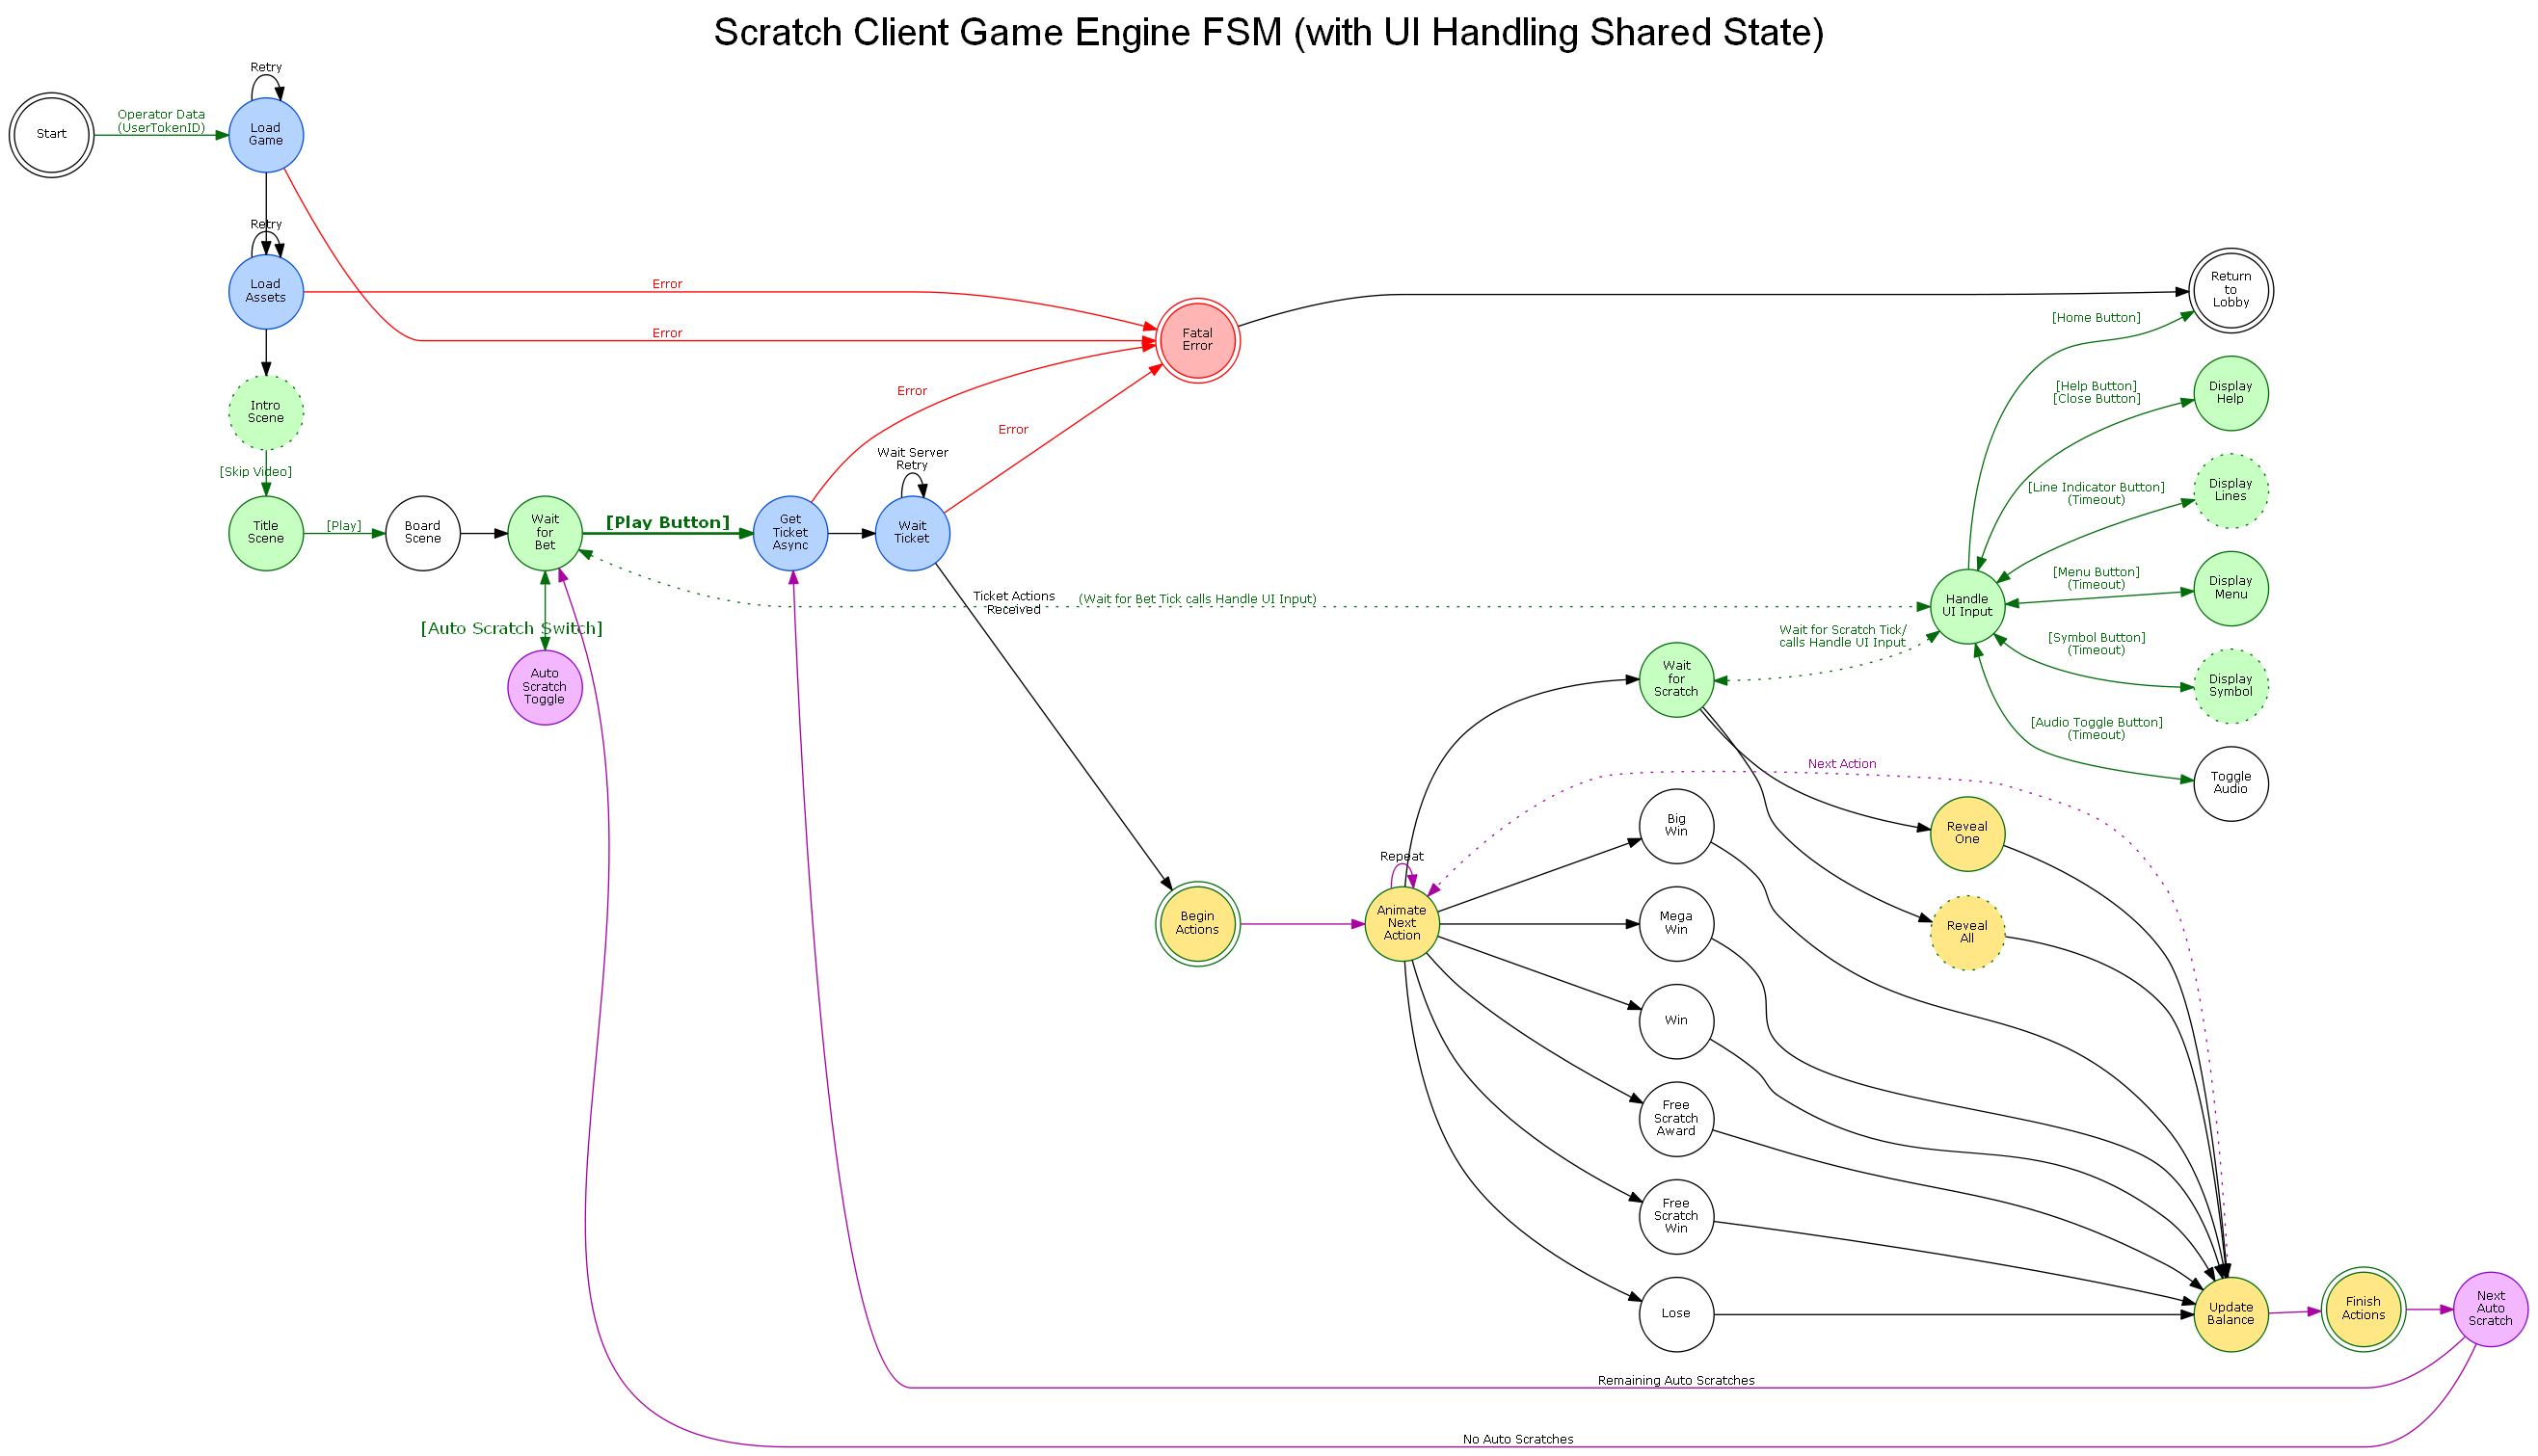 Scratch Client Game Engine FSM (with UI Handling Shared State)
Retry
Start
Operator Data
(UserTokenID)
Load
Game
Retry
Load
Assets
Error
Error
Fatal
Error
Return
to
Lobby
[Home Button]
Intro
Scene
Error
[Help Button]
[Close Button]
Display
Help
Error
[Skip Video]
Wait Server
Retry
[Line Indicator Button]
(Timeout)
Display
Lines
Title
Scene
[Play]
Board
Scene
Wait
for
Bet
[Play Button]
Get
Ticket
Async
Wait
Ticket
Ticket Actions
Received
(Wait for Bet Tick calls Handle UI Input)
Handle
UI Input
[Menu Button]
(Timeout)
Display
Menu
[Auto Scratch Switch]
Wait for Scratch Tick/
calls Handle UI Input
[Symbol Button]
(Timeout)
Display
Symbol
Auto
Scratch
Toggle
Wait
for
Scratch
[Audio Toggle Button]
(Timeout)
Toggle
Audio
Next Action
Big
Win
Reveal
One
Repeat
Begin
Actions
Animate
Next
Action
Mega
Win
Reveal
All
Win
Free
Scratch
Award
Free
Scratch
Win
Lose
Update
Balance
Finish
Actions
Next
Auto
Scratch
Remaining Auto Scratches
No Auto Scratches